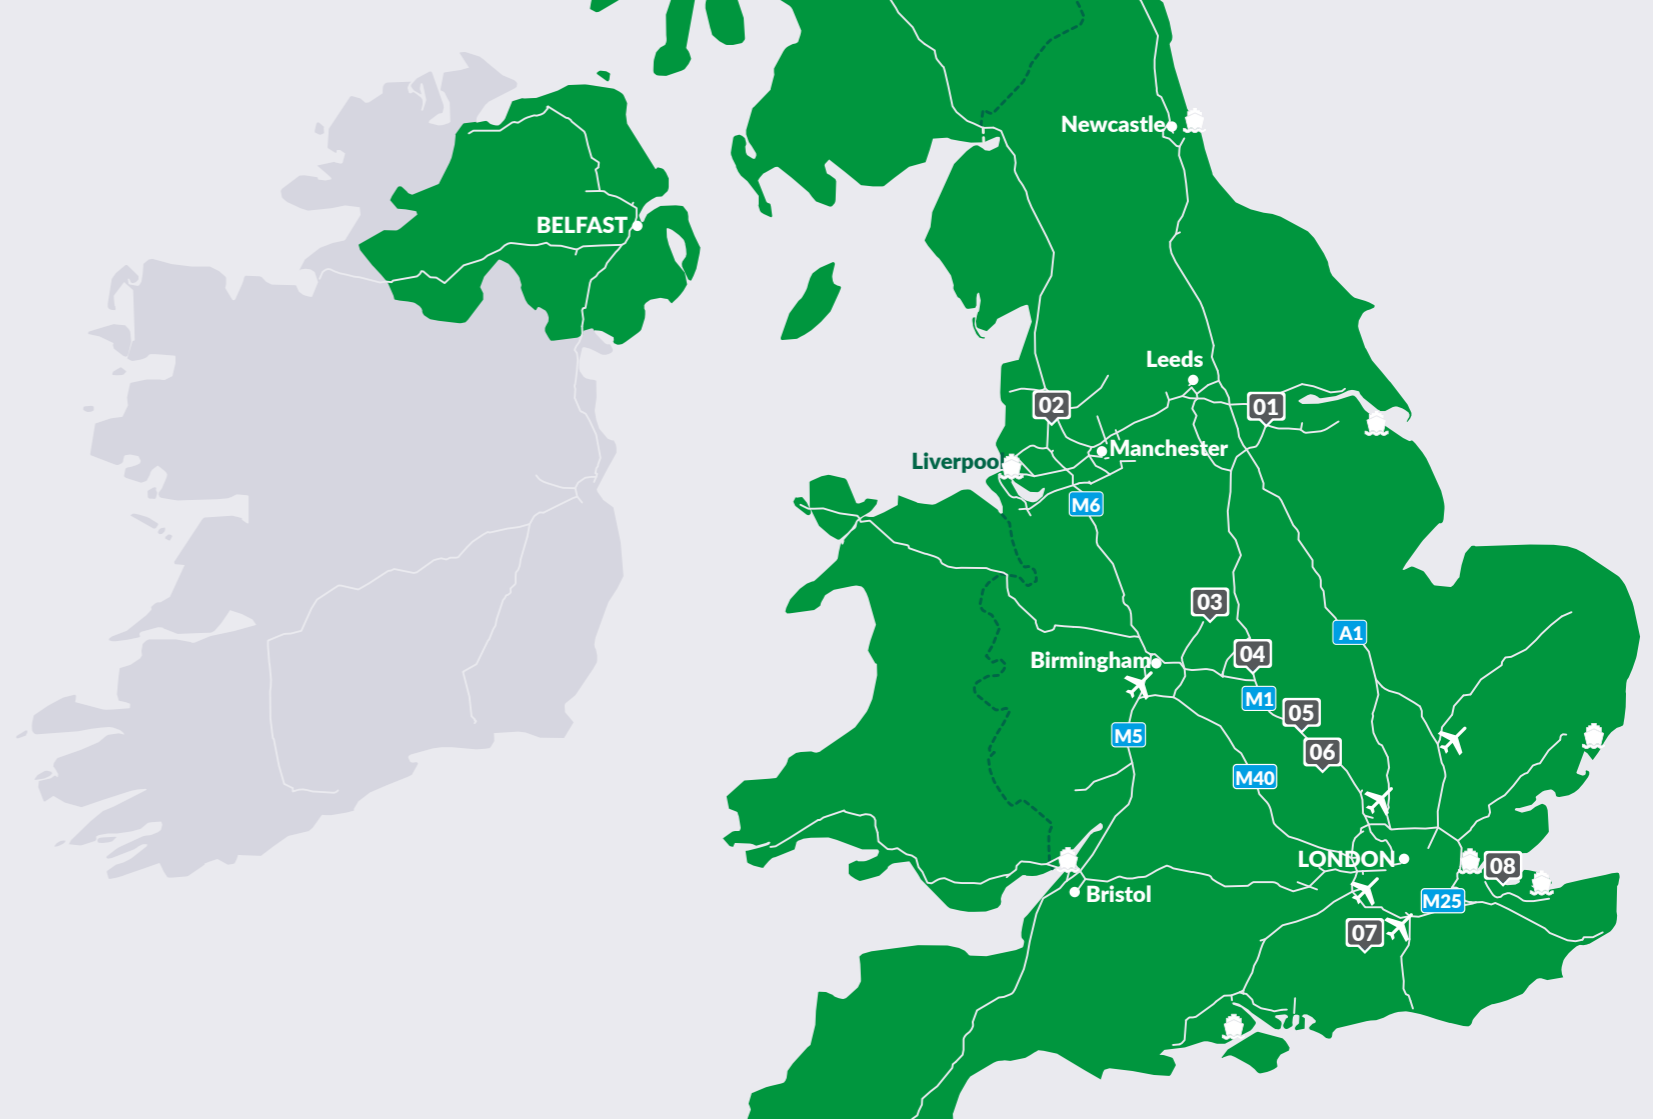 Newcastle
BELFAST
Leeds
02
01
Manchester
Liverpool
M6
03
A1
04
Birmingham
M1
05
M5
06
M40
LONDON
08
Bristol
M25
07